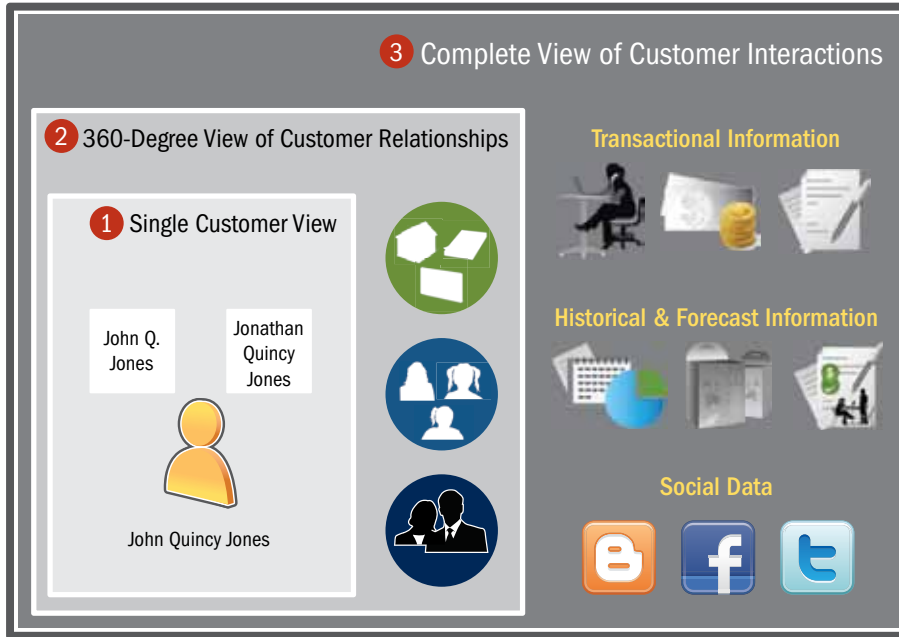 3 Complete View of Customer Interactions
2 360-Degree View of Customer Relationships
1 Single Customer View
John Q.
Jones
Jonathan
Quincy
Jones
John Quincy Jones
Transactional Information
Historical & Forecast Information
Social Data